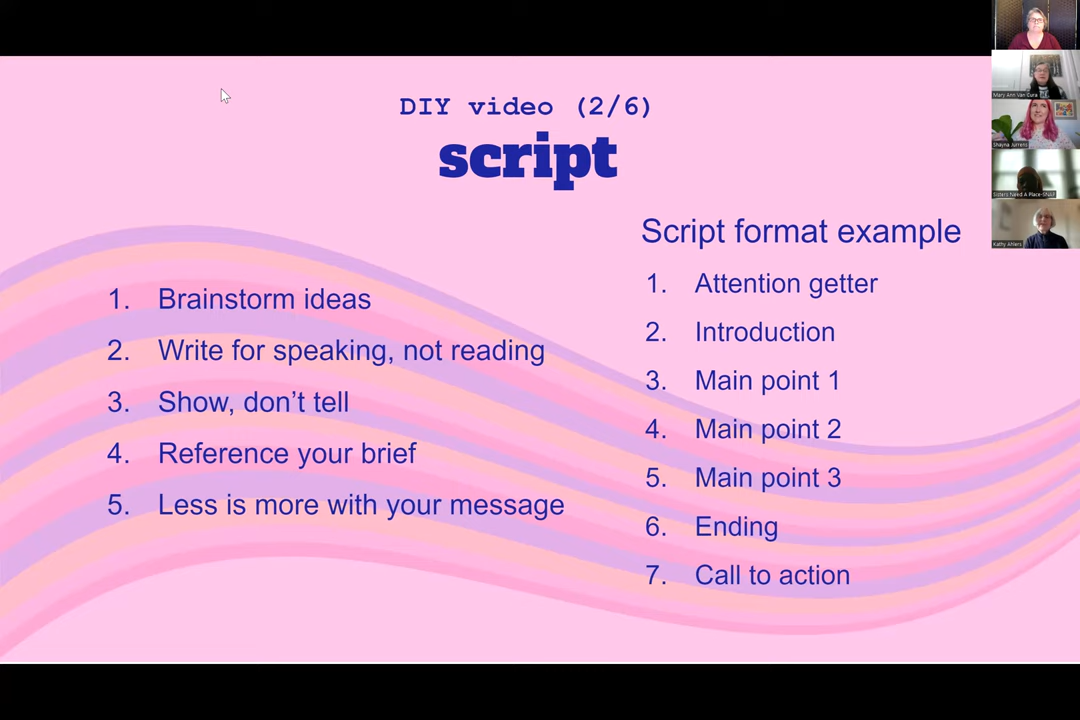 DIY video (2/6)
script
1. Brainstorm ideas
2. Write for speaking, not reading
3. Show, don't tell
4. Reference your brief
5. Less is more with your message
Script format example
1. Attention getter
2. Introduction
3. Main point 1
4. Main point 2
5. Main point 3
6. Ending
7. Call to action
Mary Ann Van Cura
Shayna Jurrens
Sisters Need A Place-SNAP
Kathy Ahlers